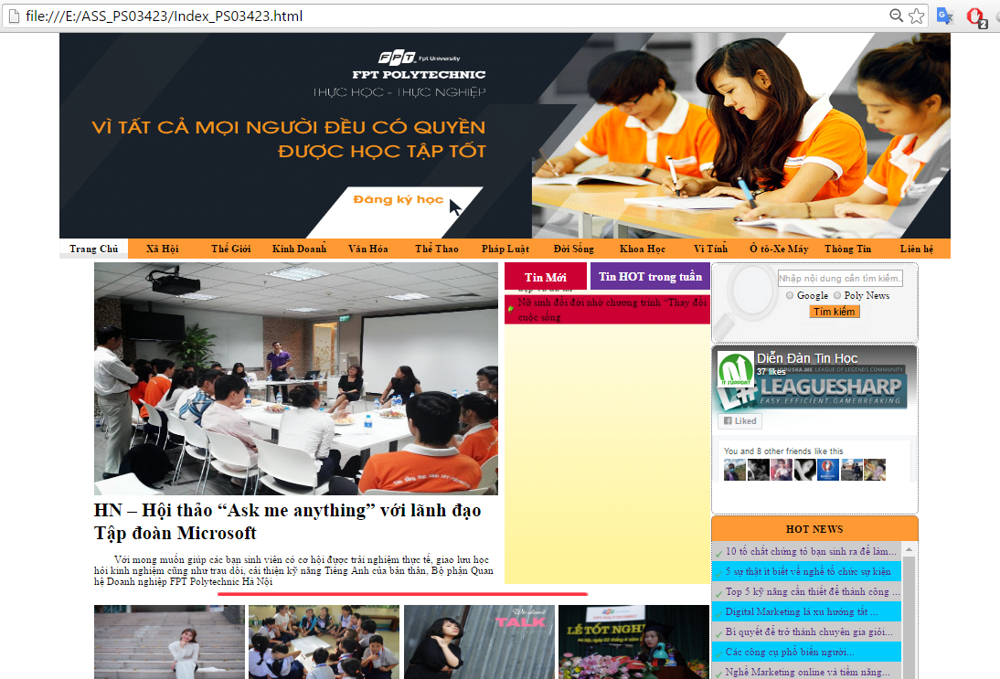 file:///E:/ASS_PS03423/Index_PS03423.html
2
FPT Fpt University
FPT POLYTECHNIC
THỰC HỌC - THỰC NGHIỆP
VÌ TẤT CẢ MỌI NGƯỜI ĐỀU CÓ QUYỀN
ĐƯỢC HỌC TẬP TỐT
Đăng ký học
Trang Chủ Xã Hội Thế Giới Kinh Doanh Văn Hóa Thể Thao Pháp Luật Đời Sống Khoa Học Vi Tính Ô tô-Xe Máy Thông Tin Liên hệ
Tin Mới Tin HOT trong tuần
Nữ sinh đổi đời nhờ chương trình “Thay đổi
cuộc sống
HN – Hội thảo “Ask me anything” với lãnh đạo
Tập đoàn Microsoft
Với mong muốn giúp các bạn sinh viên có cơ hội được trải nghiệm thực tế, giao lưu học
hỏi kinh nghiệm cũng như trau dồi, cải thiện kỹ năng Tiếng Anh của bản thân, Bộ phận Quan
hệ Doanh nghiệp FPT Polytechnic Hà Nội
TALK
LỄ TỐT NGHI
Nhập nội dung cần tìm kiếm.
Google Poly News
Tìm kiếm
Diễn Đàn Tin Học
37 likes
LEAGUE OF LEGENDS COMMUNITY
IT SUPPORT
LEAGUESHARP
EASY.EFFICIENT.GAMEBREAKING
Liked
You and 8 other friends like this
HOT NEWS
10 tố chất chứng tỏ bạn sinh ra để làm...
5 sự thật ít biết về nghề tổ chức sự kiện
Top 5 kỹ năng cần thiết để thành công ...
Digital Marketing là xu hướng tất ...
Bí quyết để trở thành chuyên gia giỏi...
Các công cụ phổ biến người...
Nghề Marketing online và tiềm năng...